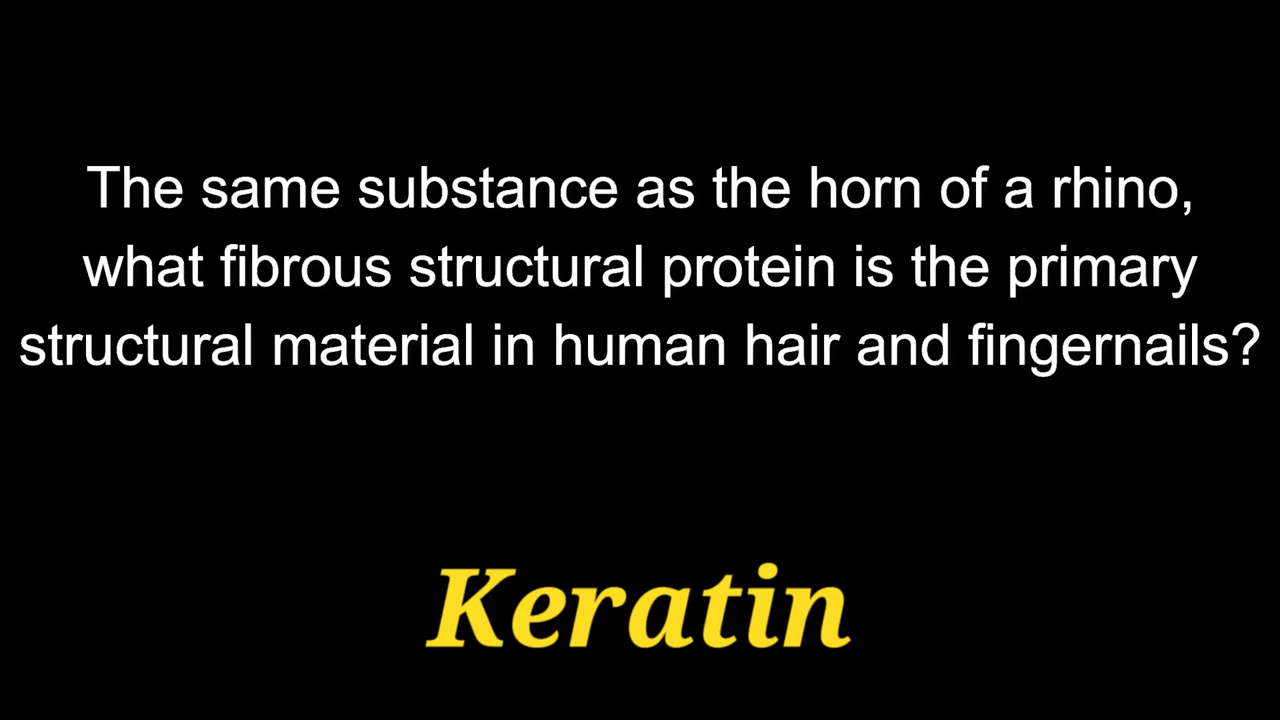 The same substance as the horn of a rhino,
what fibrous structural protein is the primary
structural material in human hair and fingernails?
Keratin